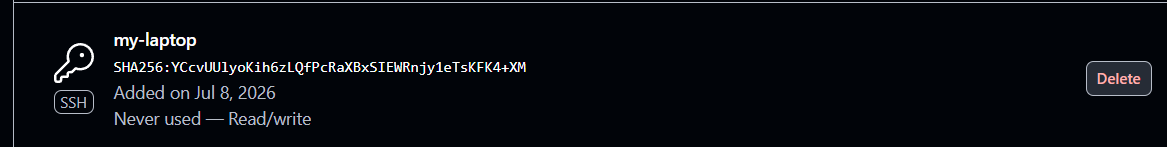 my-laptop
SHA256:YCcvUUlyoKih6zLQfPcRaXBxSIEWRnjy1eTsKFK4+XM
SSH
Added on Jul 8, 2026
Never used — Read/write
Delete